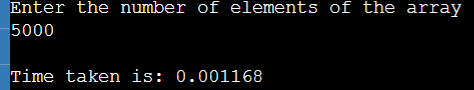 Enter the number of elements of the array
5000
Time taken is: 0.001168